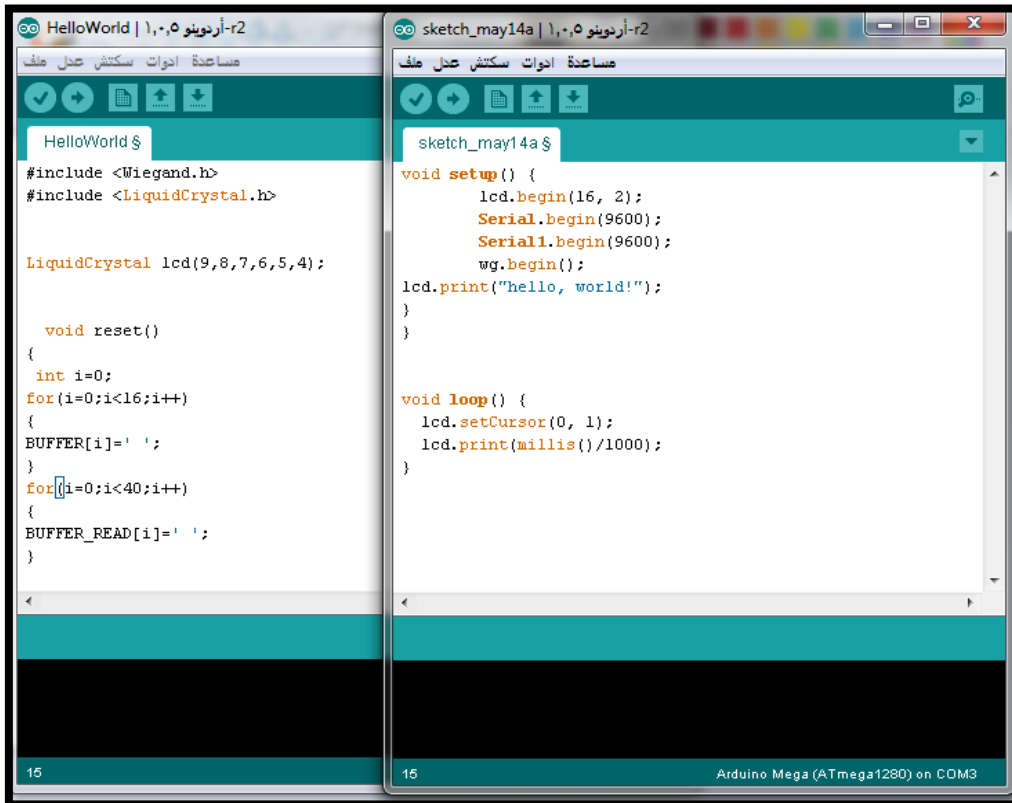 HelloWorld | أردوينو ١,٠,٥-r2
ملف عدل سكتش ادوات مساعدة
HelloWorld §
#include <Wiegand.h>
#include <LiquidCrystal.h>
LiquidCrystal lcd(9,8,7,6,5,4);
void reset()
{
int i=0;
for(i=0;i<16;i++)
{
BUFFER[i]=' ';
}
for(i=0;i<40;i++)
{
BUFFER_READ[i]=' ';
}
15
sketch_may14a | أردوينو ١,٠,٥-r2
ملف عدل سكتش ادوات مساعدة
sketch_may14a §
void setup() {
lcd.begin(16, 2);
Serial.begin(9600);
Serial1.begin(9600);
wg.begin();
lcd.print("hello, world!");
}
}
void loop() {
lcd.setCursor(0, 1);
lcd.print(millis()/1000);
}
15
Arduino Mega (ATmega1280) on COM3